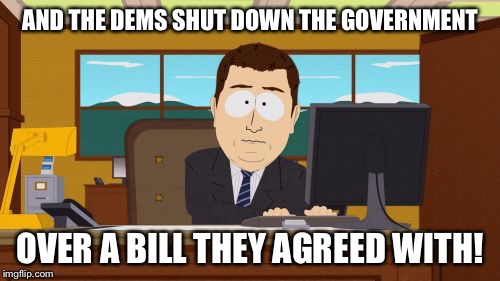 AND THE DEMS SHUT DOWN THE GOVERNMENT
OVER A BILL THEY AGREED WITH!
imgflip.com